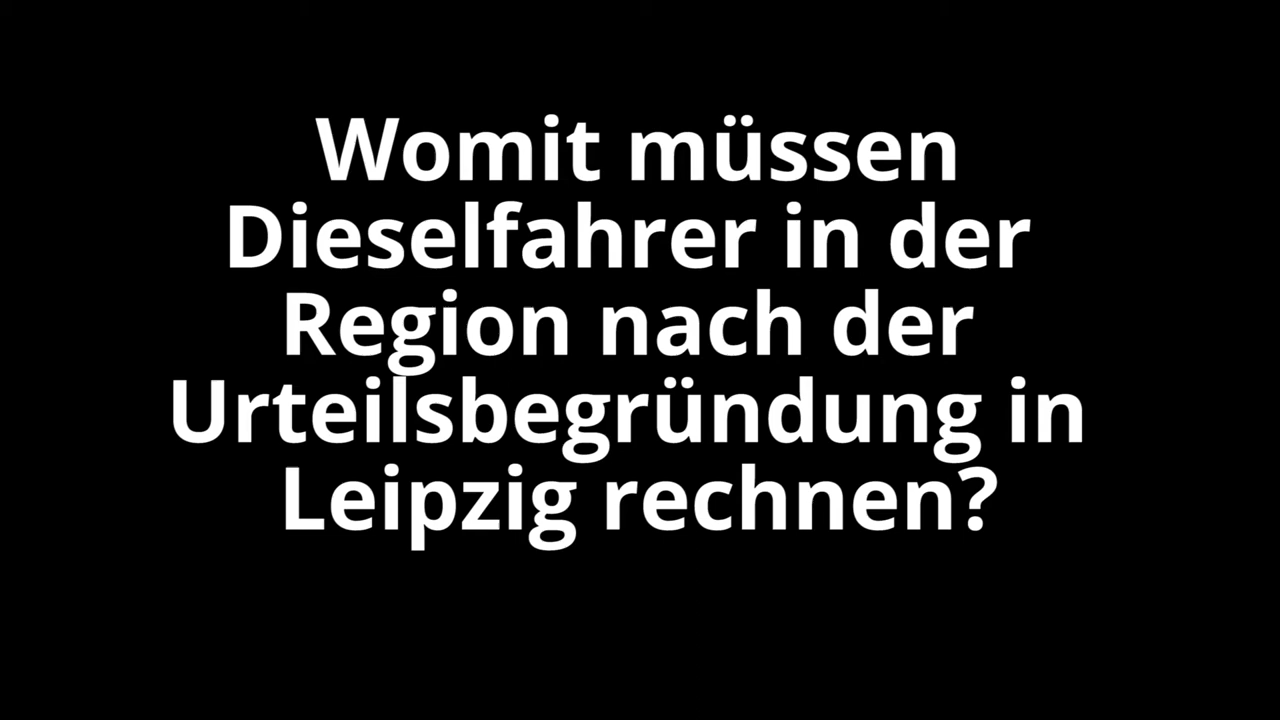 Womit müssen
Dieselfahrer in der
Region nach der
Urteilsbegründung in
Leipzig rechnen?